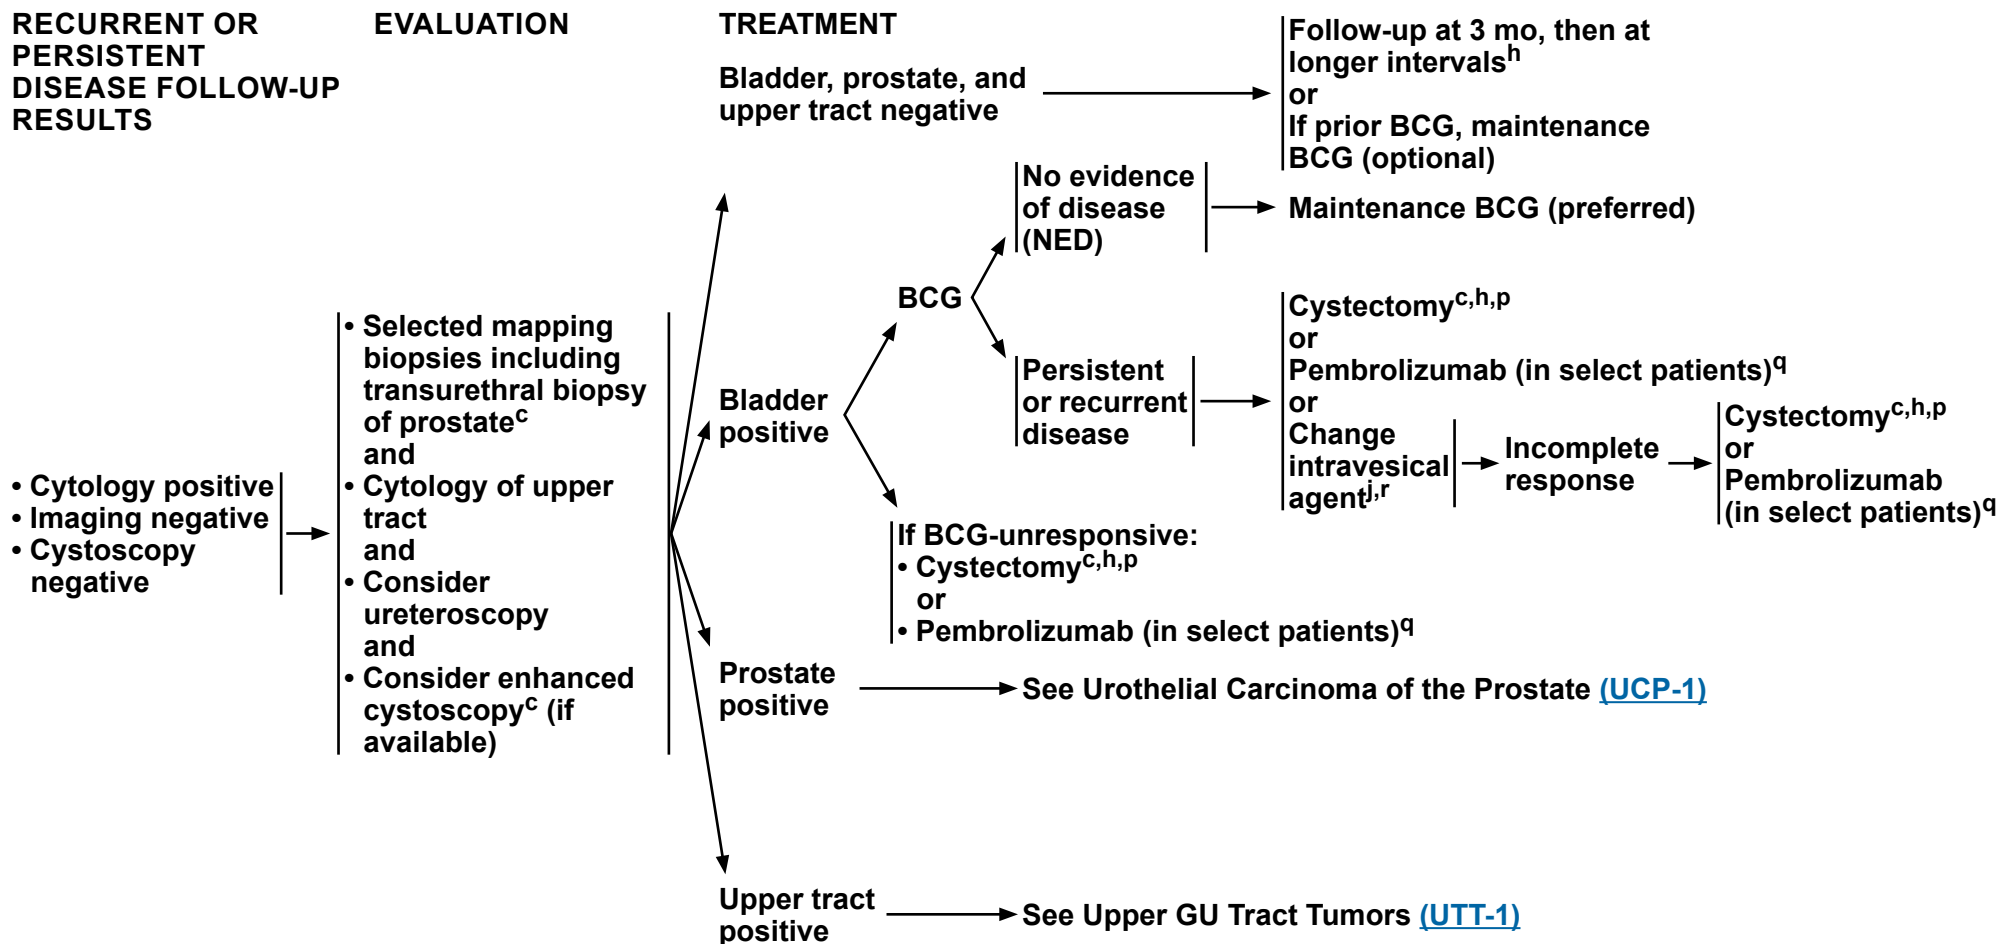 RECURRENT OR
PERSISTENT
DISEASE FOLLOW-UP
RESULTS
EVALUATION
TREATMENT
• Cytology positive
• Imaging negative
• Cystoscopy
negative
• Selected mapping
biopsies including
transurethral biopsy
of prostatec
and
• Cytology of upper
tract
and
• Consider
ureteroscopy
and
• Consider enhanced
cystoscopyc (if
available)
Bladder, prostate, and
upper tract negative
Follow-up at 3 mo, then at
longer intervalsh
or
If prior BCG, maintenance
BCG (optional)
Bladder
positive
BCG
No evidence
of disease
(NED)
Maintenance BCG (preferred)
Persistent
or recurrent
disease
Cystectomyc,h,p
or
Pembrolizumab (in select patients)q
or
Change
intravesical
agentj,r
Incomplete
response
Cystectomyc,h,p
or
Pembrolizumab
(in select patients)q
If BCG-unresponsive:
• Cystectomyc,h,p
or
• Pembrolizumab (in select patients)q
Prostate
positive
See Urothelial Carcinoma of the Prostate (UCP-1)
Upper tract
positive
See Upper GU Tract Tumors (UTT-1)